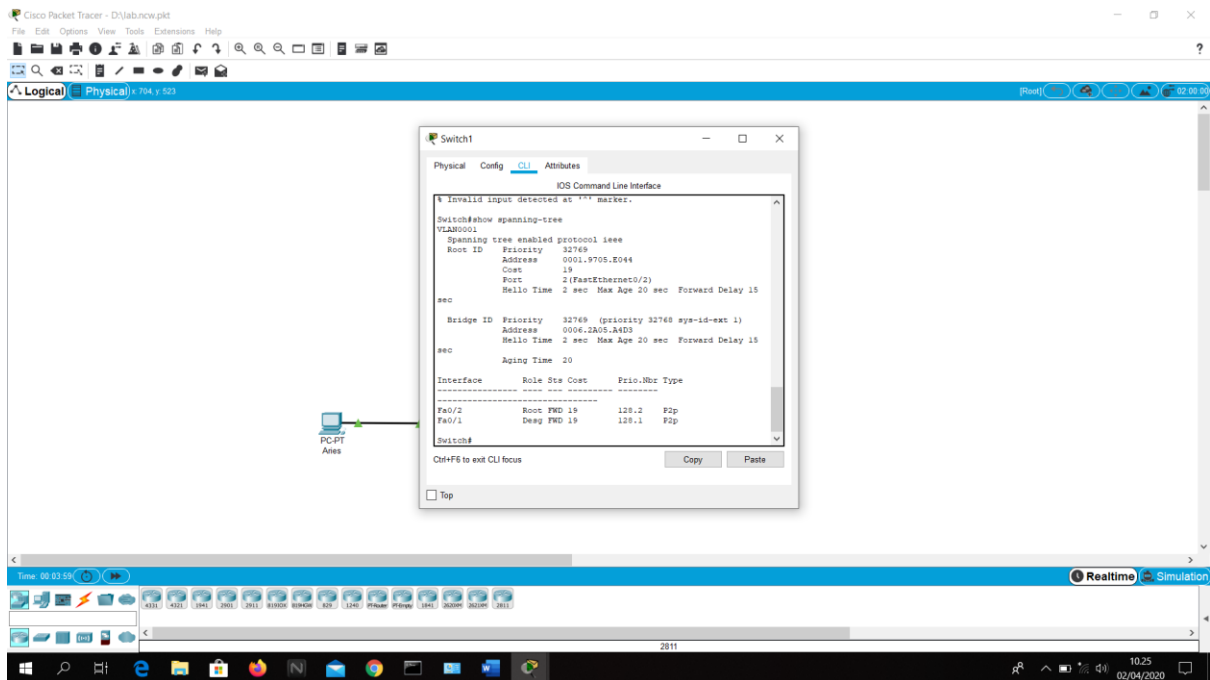 Cisco Packet Tracer - D:\lab.ncw.pkt
File Edit Options View Tools Extensions Help
?
Logical Physical x: 704, y: 523
[Root] 02:00:00
Switch1
Physical Config CLI Attributes
IOS Command Line Interface
% Invalid input detected at '^' marker.
Switch#show spanning-tree
VLAN0001
Spanning tree enabled protocol ieee
Root ID Priority 32769
Address 0001.9705.E044
Cost 19
Port 2(FastEthernet0/2)
Hello Time 2 sec Max Age 20 sec Forward Delay 15
sec
Bridge ID Priority 32769 (priority 32768 sys-id-ext 1)
Address 0006.2A05.A4D3
Hello Time 2 sec Max Age 20 sec Forward Delay 15
sec
Aging Time 20
Interface Role Sts Cost Prio.Nbr Type
---------------- ---- --- --------- --------
--------------------------------
Fa0/2 Root FWD 19 128.2 P2p
Fa0/1 Desg FWD 19 128.1 P2p
Switch#
Ctrl+F6 to exit CLI focus
Copy Paste
Top
PC-PT
Aries
Time: 00:03:59
Realtime Simulation
4331 4321 1941 2901 2911 819IOX 819HGW 829 1240 PT-Router PT-Empty 1841 2620XM 2621XM 2811
2811
10.25
02/04/2020